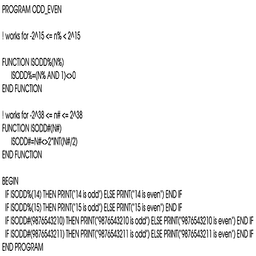 PROGRAM ODD_EVEN
! works for -2^15 <= n% < 2^15
FUNCTION ISODD%(N%)
ISODD%=(N% AND 1)<>0
END FUNCTION
! works for -2^38 <= n# <= 2^38
FUNCTION ISODD#(N#)
ISODD#=N#<>2*INT(N#/2)
END FUNCTION
BEGIN
IF ISODD%(14) THEN PRINT("14 is odd") ELSE PRINT("14 is even") END IF
IF ISODD%(15) THEN PRINT("15 is odd") ELSE PRINT("15 is even") END IF
IF ISODD#(9876543210) THEN PRINT("9876543210 is odd") ELSE PRINT("9876543210 is even") END IF
IF ISODD#(9876543211) THEN PRINT("9876543211 is odd") ELSE PRINT("9876543211 is even") END IF
END PROGRAM